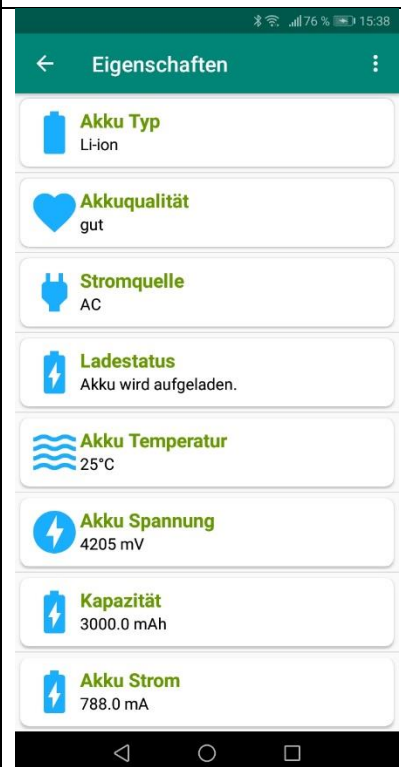 76 % 15:38
Eigenschaften
Akku Typ
Li-ion
Akkuqualität
gut
Stromquelle
AC
Ladestatus
Akku wird aufgeladen.
Akku Temperatur
25°C
Akku Spannung
4205 mV
Kapazität
3000.0 mAh
Akku Strom
788.0 mA